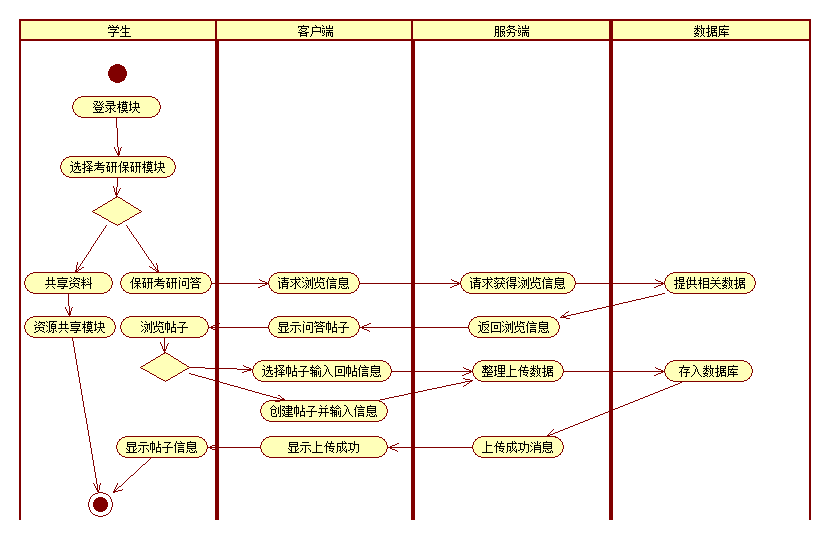 学生
客户端
服务端
数据库
登录模块
选择考研保研模块
共享资料
保研考研问答
请求浏览信息
请求获得浏览信息
提供相关数据
资源共享模块
浏览帖子
显示问答帖子
返回浏览信息
选择帖子输入回帖信息
整理上传数据
存入数据库
创建帖子并输入信息
显示帖子信息
显示上传成功
上传成功消息